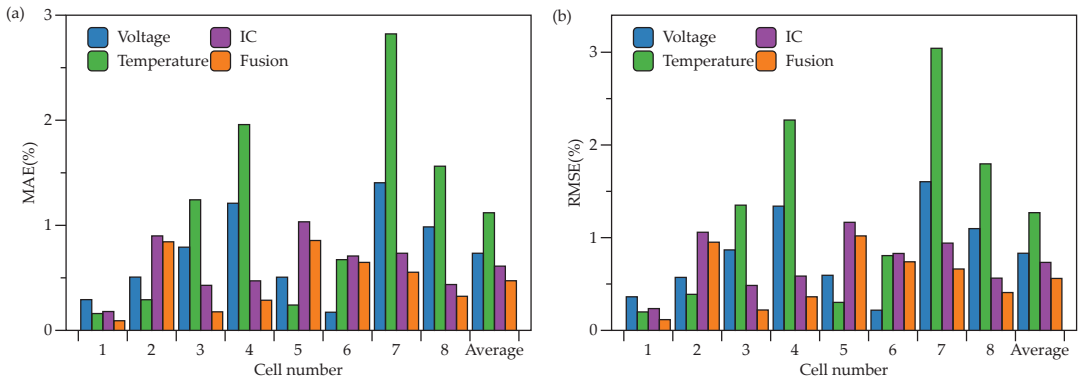 (a)
3
2
1
0
MAE(%)
Voltage
IC
Temperature
Fusion
1 2 3 4 5 6 7 8 Average
Cell number
(b)
3
2
1
0
RMSE(%)
Voltage
IC
Temperature
Fusion
1 2 3 4 5 6 7 8 Average
Cell number